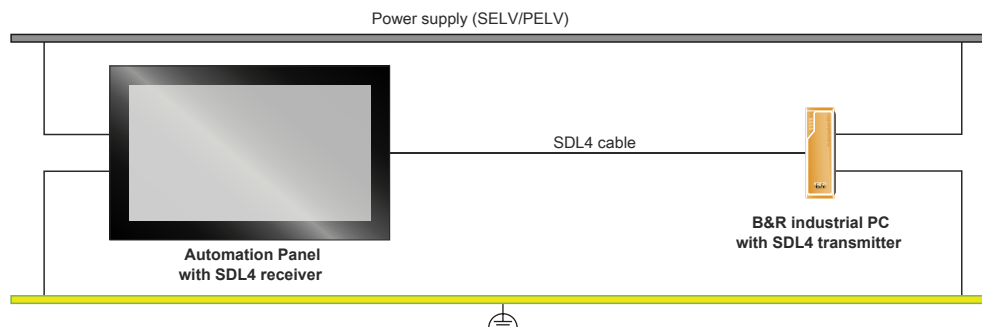 Power supply (SELV/PELV)
SDL4 cable
Automation Panel
with SDL4 receiver
B&R industrial PC
with SDL4 transmitter